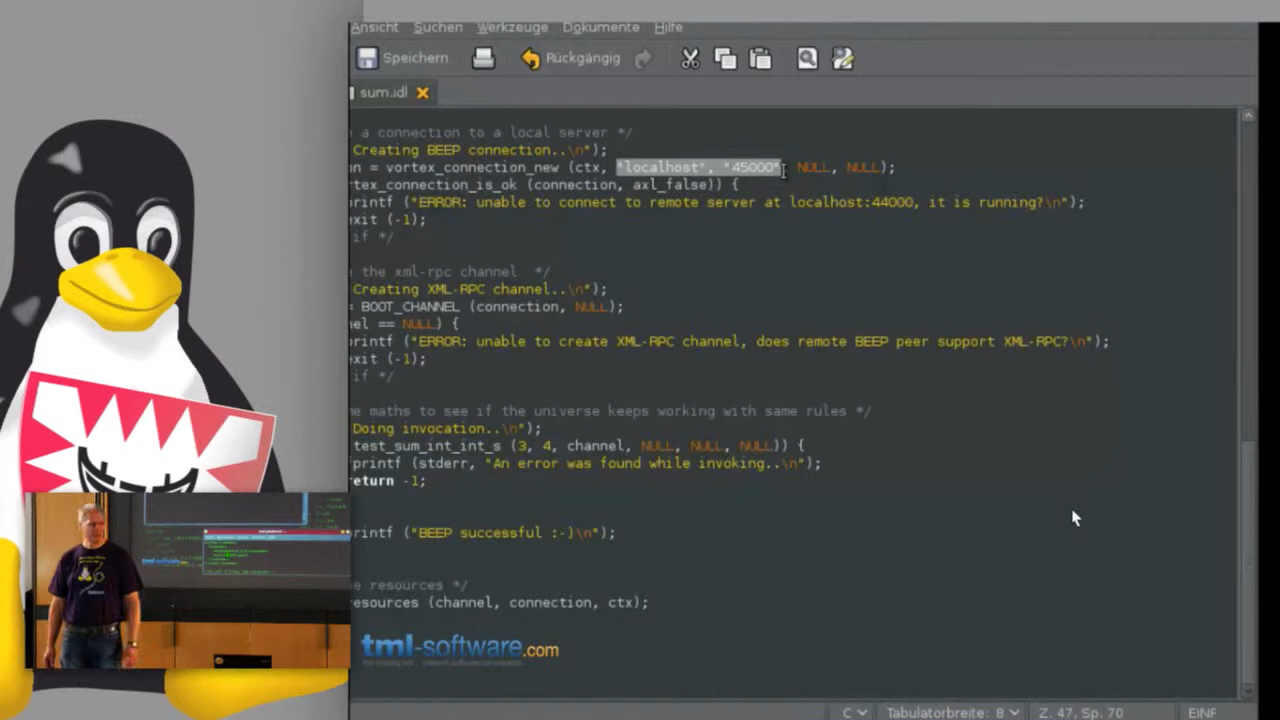 Ansicht Suchen Werkzeuge Dokumente Hilfe
Speichern Rückgängig
sum.idl
a connection to a local server */
Creating BEEP connection..\n");
on = vortex_connection_new (ctx, "localhost", "45000", NULL, NULL);
rtex_connection_is_ok (connection, axl_false)) {
printf ("ERROR: unable to connect to remote server at localhost:44000, it is running?\n");
exit (-1);
if */
the xml-rpc channel */
Creating XML-RPC channel..\n");
= BOOT_CHANNEL (connection, NULL);
el == NULL) {
printf ("ERROR: unable to create XML-RPC channel, does remote BEEP peer support XML-RPC?\n");
exit (-1);
if */
e maths to see if the universe keeps working with same rules */
Doing invocation..\n");
test_sum_int_int_s (3, 4, channel, NULL, NULL, NULL)) {
fprintf (stderr, "An error was found while invoking..\n");
return -1;
printf ("BEEP successful :-)\n");
e resources */
resources (channel, connection, ctx);
tml-software.com
C Tabulatorbreite: 8 Z. 47, Sp. 70 EINF